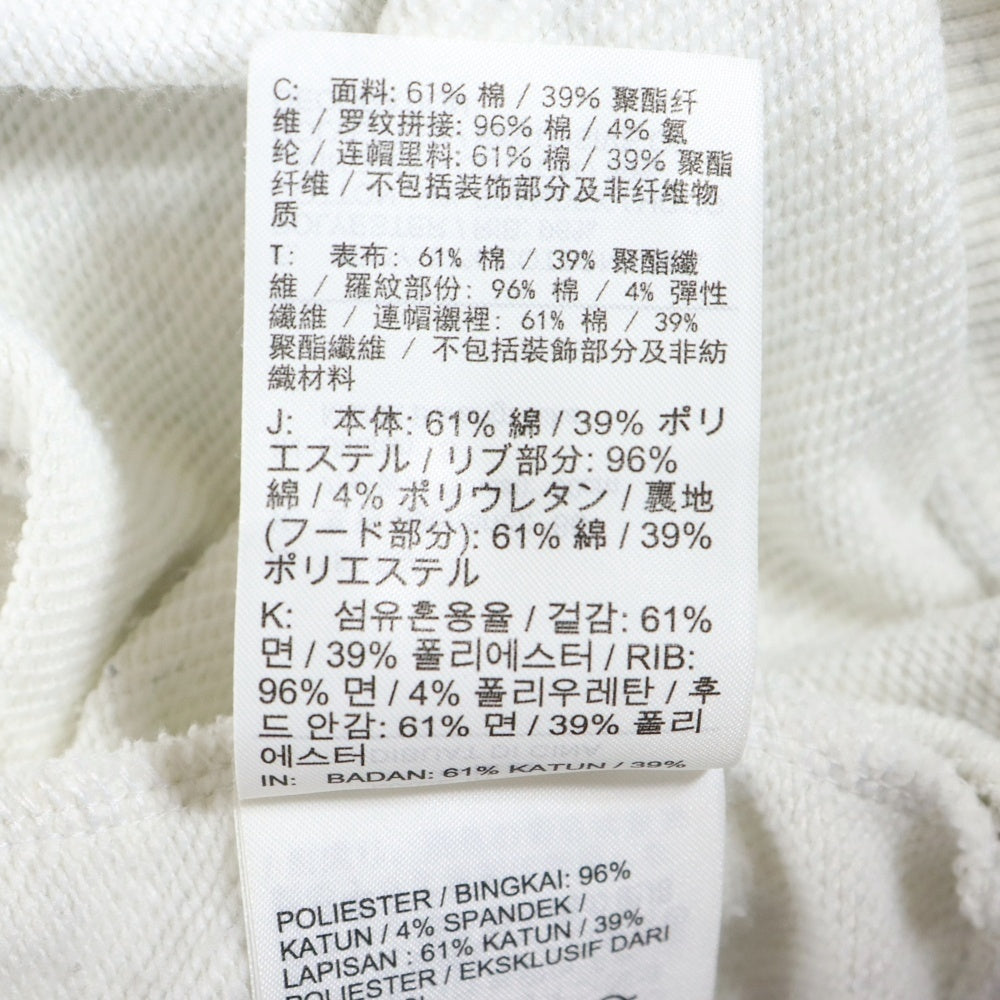 C: 面料: 61% 棉 / 39% 聚酯纤
维 / 罗纹拼接: 96% 棉 / 4% 氨
纶 / 连帽里料: 61% 棉 / 39% 聚酯
纤维 / 不包括装饰部分及非纤维物
质
T: 表布: 61% 棉 / 39% 聚酯纖
維 / 羅紋部份: 96% 棉 / 4% 彈性
纖維 / 連帽襯裡: 61% 棉 / 39%
聚酯纖維 / 不包括裝飾部分及非紡
織材料
J: 本体: 61% 綿 / 39% ポリ
エステル / リブ部分: 96%
綿 / 4% ポリウレタン / 裏地
(フード部分): 61% 綿 / 39%
ポリエステル
K: 섬유혼용율 / 겉감: 61%
면 / 39% 폴리에스터 / RIB:
96% 면 / 4% 폴리우레탄 / 후
드 안감: 61% 면 / 39% 폴리
에스터
IN: BADAN: 61% KATUN / 39%
POLIESTER / BINGKAI: 96%
KATUN / 4% SPANDEK /
LAPISAN : 61% KATUN / 39%
POLIESTER / EKSKLUSIF DARI